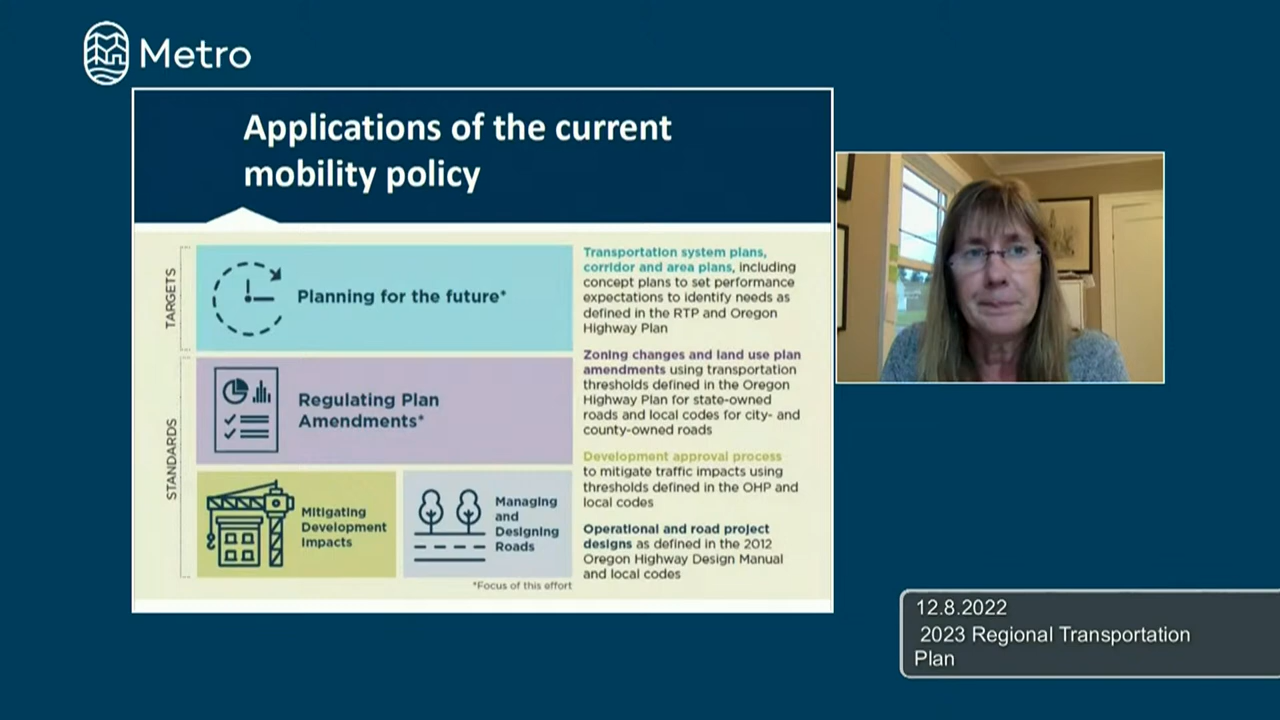 Metro
Applications of the current
mobility policy
TARGETS
Planning for the future*
Transportation system plans,
corridor and area plans, including
concept plans to set performance
expectations to identify needs as
defined in the RTP and Oregon
Highway Plan
STANDARDS
Regulating Plan
Amendments*
Zoning changes and land use plan
amendments using transportation
thresholds defined in the Oregon
Highway Plan for state-owned
roads and local codes for city- and
county-owned roads
Mitigating
Development
Impacts
Managing
and
Designing
Roads
Development approval process
to mitigate traffic impacts using
thresholds defined in the OHP and
local codes
Operational and road project
designs as defined in the 2012
Oregon Highway Design Manual
and local codes
*Focus of this effort
12.8.2022
2023 Regional Transportation
Plan